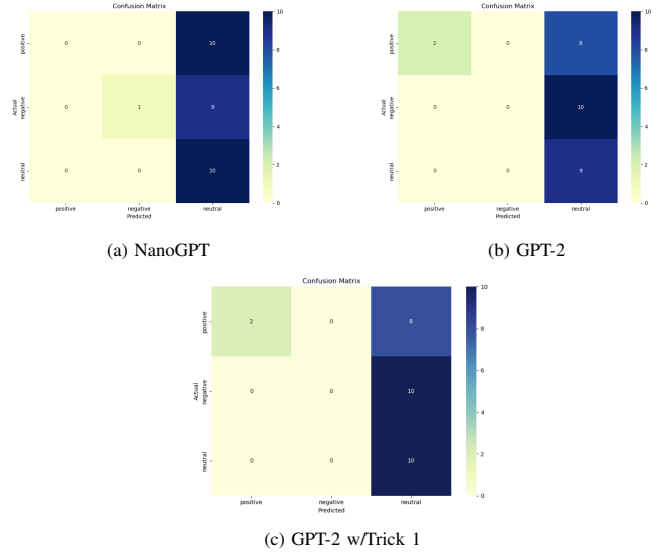 Confusion Matrix
positive
0 0 10
10
8
Actual
negative
0 1 9
6
4
neutral
0 0 10
2
0
positive negative neutral
Predicted
(a) NanoGPT
Confusion Matrix
positive
2 0 8
10
8
Actual
negative
0 0 10
6
4
neutral
0 0 9
2
0
positive negative neutral
Predicted
(b) GPT-2
Confusion Matrix
positive
2 0 8
10
8
Actual
negative
0 0 10
6
4
neutral
0 0 10
2
0
positive negative neutral
Predicted
(c) GPT-2 w/Trick 1